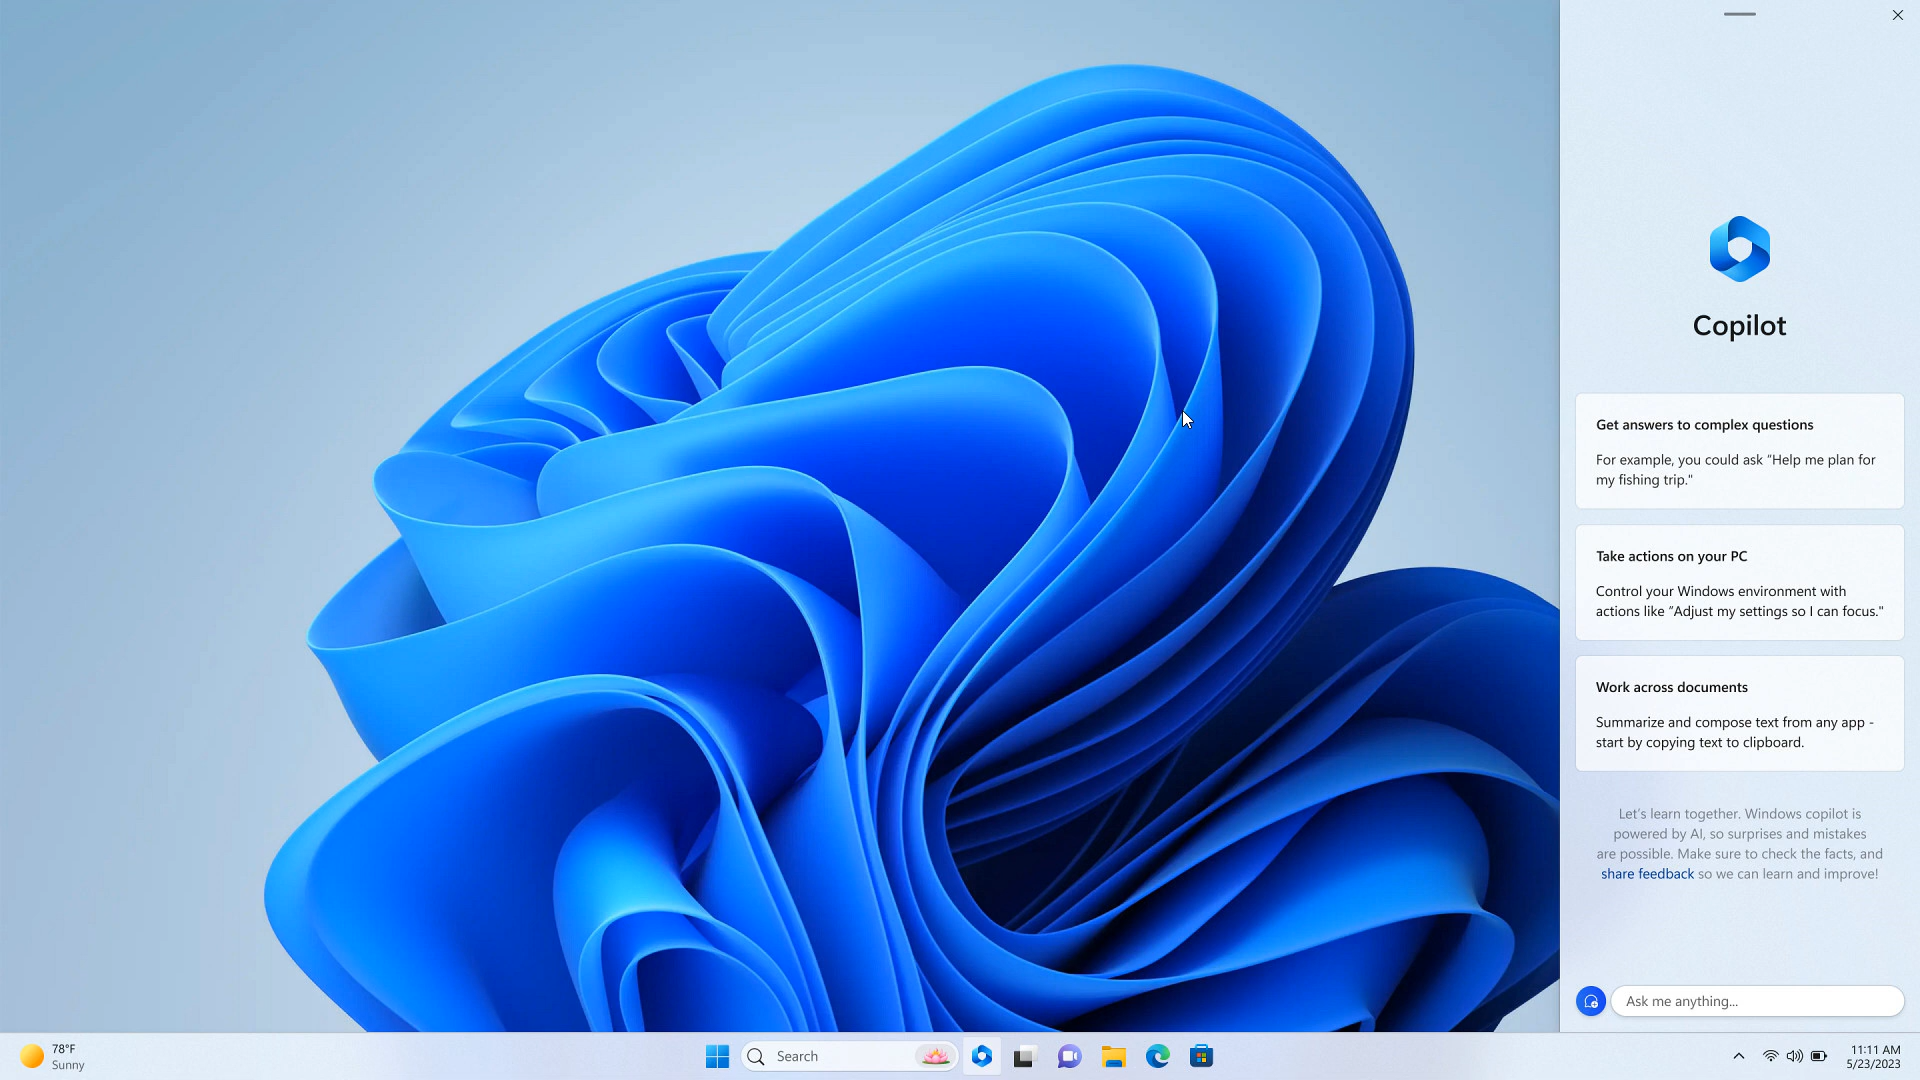 Copilot
Get answers to complex questions
For example, you could ask “Help me plan for
my fishing trip."
Take actions on your PC
Control your Windows environment with
actions like “Adjust my settings so I can focus."
Work across documents
Summarize and compose text from any app -
start by copying text to clipboard.
Let's learn together. Windows copilot is
powered by AI, so surprises and mistakes
are possible. Make sure to check the facts, and
share feedback so we can learn and improve!
Ask me anything...
78°F
Sunny
Search
11:11 AM
5/23/2023